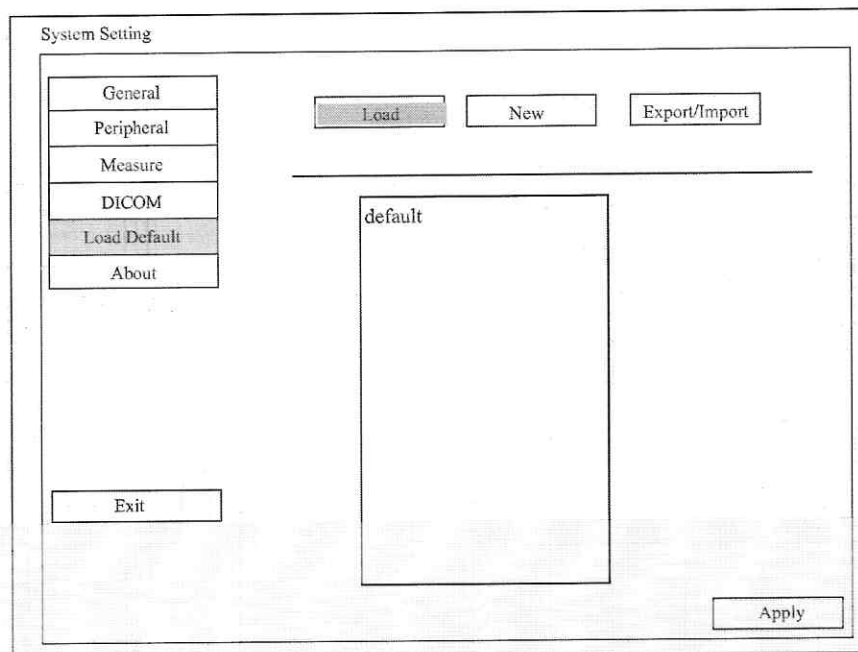 System Setting
General
Peripheral
Measure
DICOM
Load Default
About
Exit
Load
New
Export/Import
default
Apply